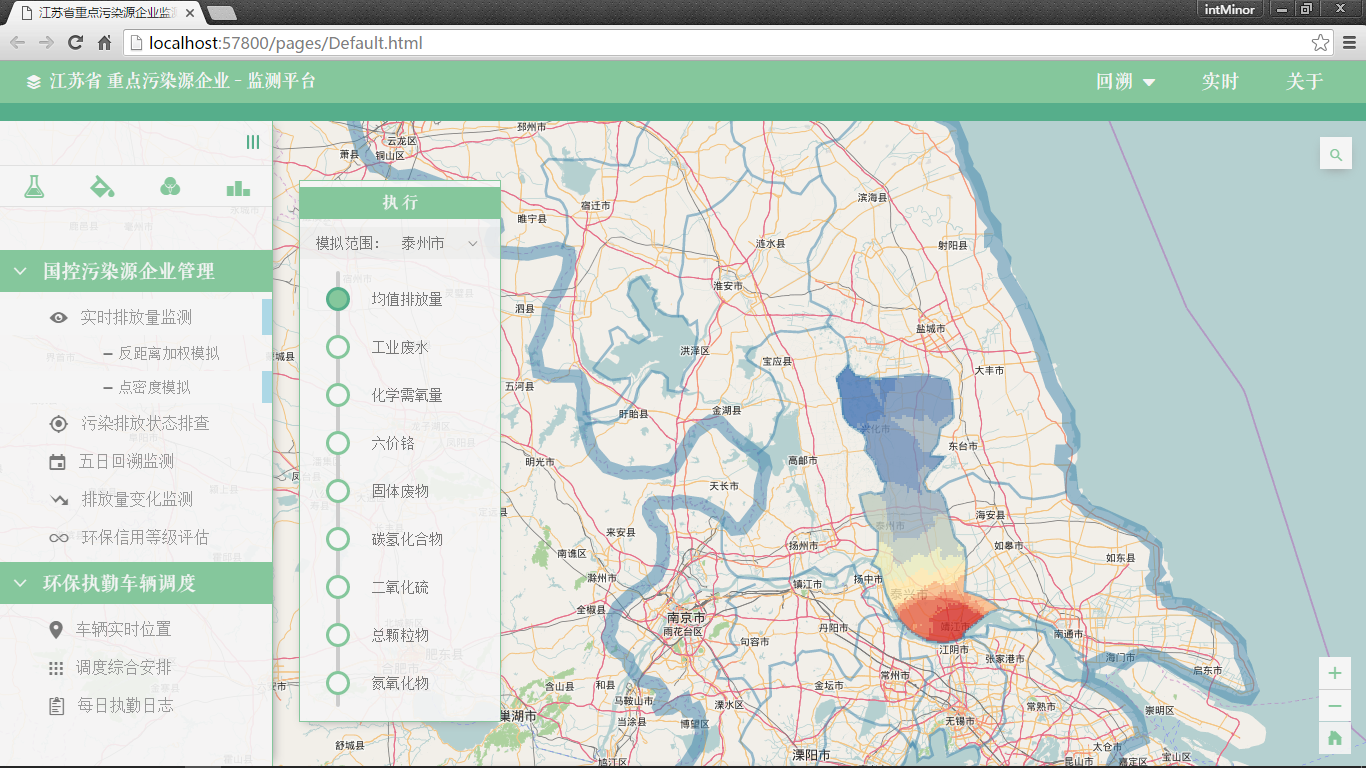 江苏省重点污染源企业监
intMinor
localhost:57800/pages/Default.html
江苏省 重点污染源企业 - 监测平台
回溯
实时
关于
国控污染源企业管理
实时排放量监测
– 反距离加权模拟
– 点密度模拟
污染排放状态排查
五日回溯监测
排放量变化监测
环保信用等级评估
环保执勤车辆调度
车辆实时位置
调度综合安排
每日执勤日志
执 行
模拟范围: 泰州市
均值排放量
工业废水
化学需氧量
六价铬
固体废物
碳氢化合物
二氧化硫
总颗粒物
氮氧化物
邳州市
云龙区
萧县
铜山区
宿迁市
睢宁县
滨海县
涟水县
射阳县
淮安市
泗县
盐城市
洪泽区
宝应县
大丰市
五河县
盱眙县
金湖县
兴化市
东台市
高邮市
明光市
天长市
泰州市
海安县
来安县
扬州市
如皋市
南谯区
如东县
滁州市
镇江市
扬中市
泰兴市
全椒县
南京市
雨花台区
靖江市
丹阳市
句容市
江阴市
南通市
张家港市
海门市
启东市
常州市
含山县
和县
金坛市
马鞍山市
溧水区
常熟市
崇明区
巢湖市
当涂县
博望区
无锡市
舒城县
溧阳市
太仓市
昆山市
嘉定区
宝山区
鸠江区
肥东县
合肥市